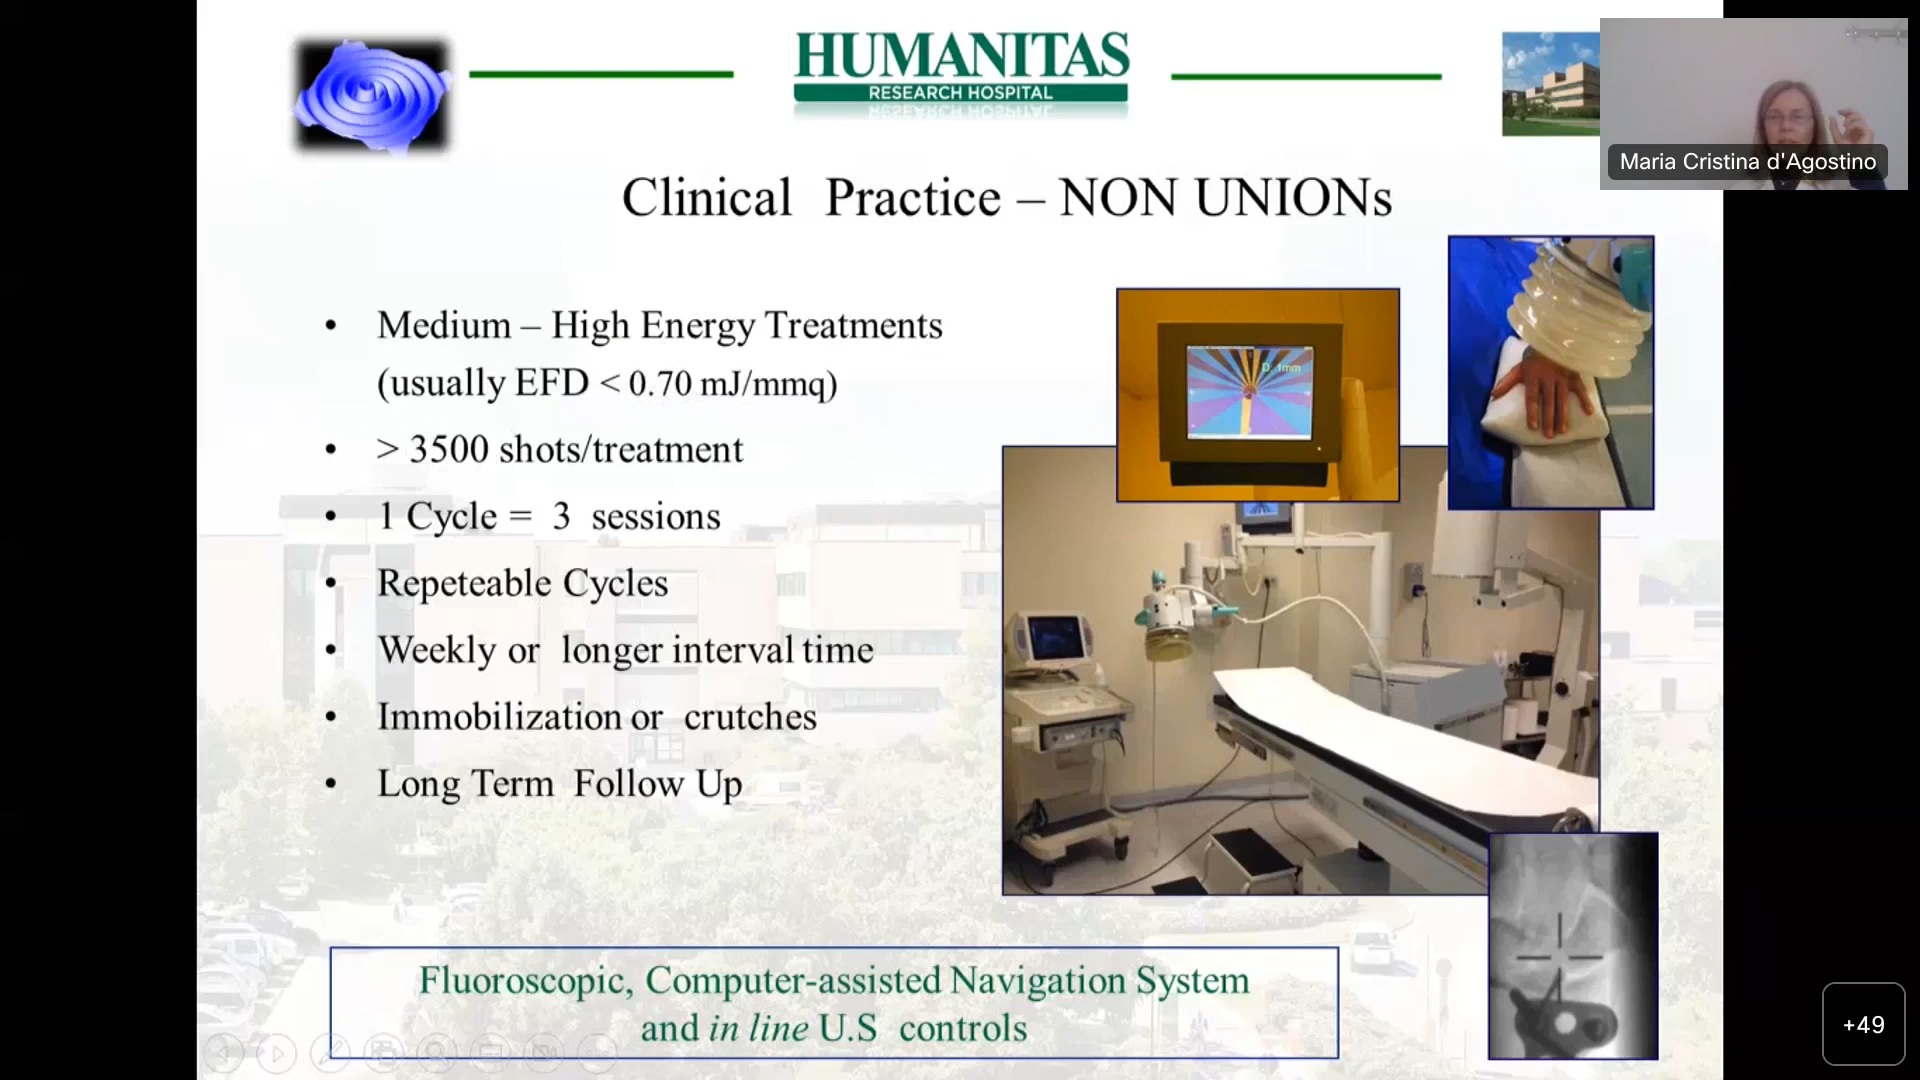 HUMANITAS
RESEARCH HOSPITAL
Maria Cristina d'Agostino
Clinical Practice – NON UNIONs
• Medium – High Energy Treatments
(usually EFD < 0.70 mJ/mmq)
• > 3500 shots/treatment
• 1 Cycle = 3 sessions
• Repeteable Cycles
• Weekly or longer interval time
• Immobilization or crutches
• Long Term Follow Up
D: 1mm
Fluoroscopic, Computer-assisted Navigation System
and in line U.S controls
+49